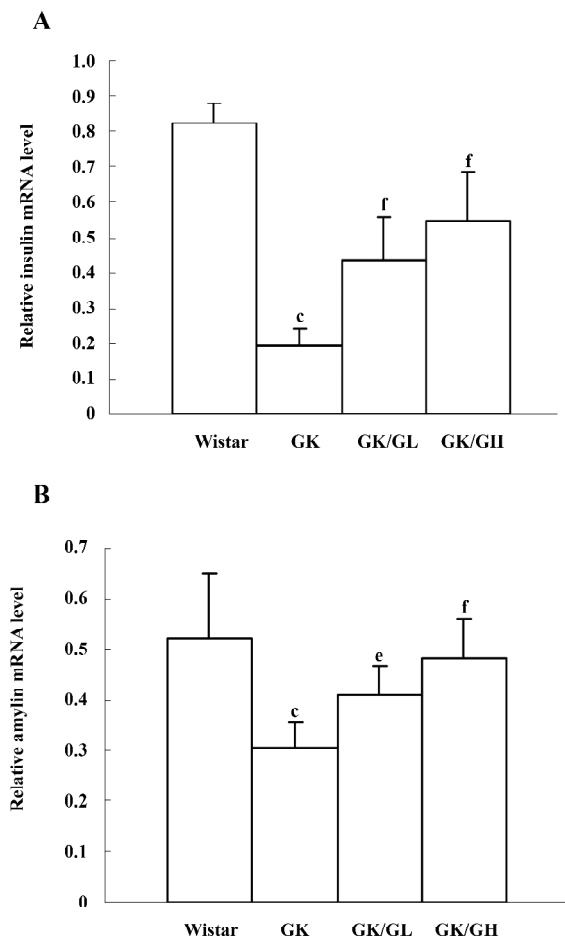 A
1.0
0.9
0.8
0.7
0.6
0.5
0.4
0.3
0.2
0.1
0
Relative insulin mRNA level
c
f
f
Wistar GK GK/GL GK/GII
B
0.7
0.6
0.5
0.4
0.3
0.2
0.1
0
Relative amylin mRNA level
c
e
f
Wistar GK GK/GL GK/GH